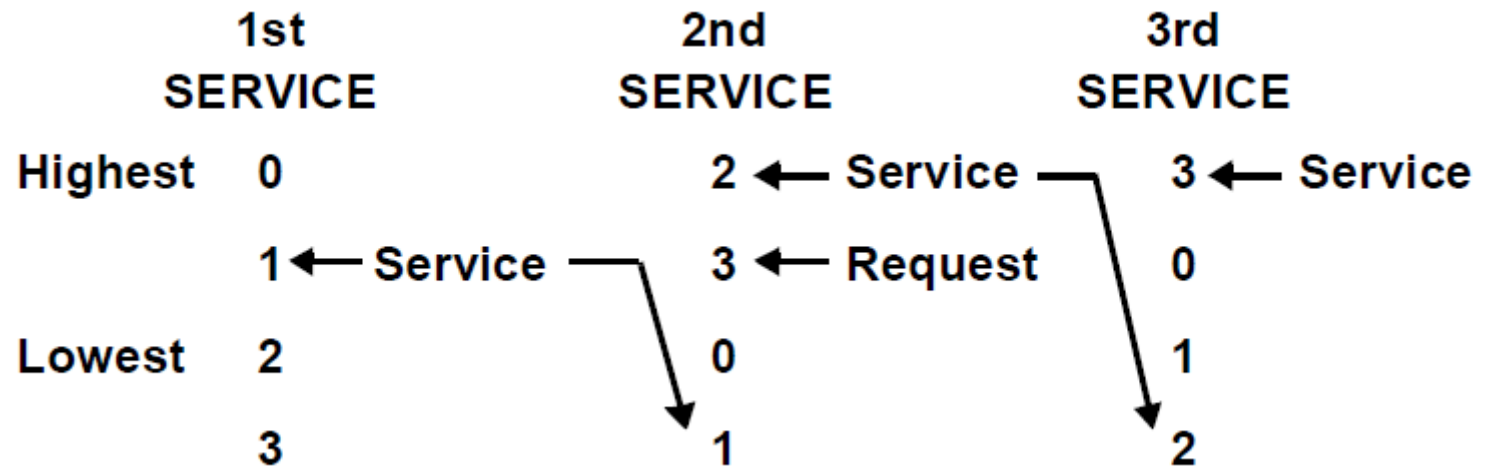 1st 2nd 3rd
SERVICE SERVICE SERVICE
Highest 0 2 Service 3 Service
1 Service 3 Request 0
Lowest 2 0 1
3 1 2